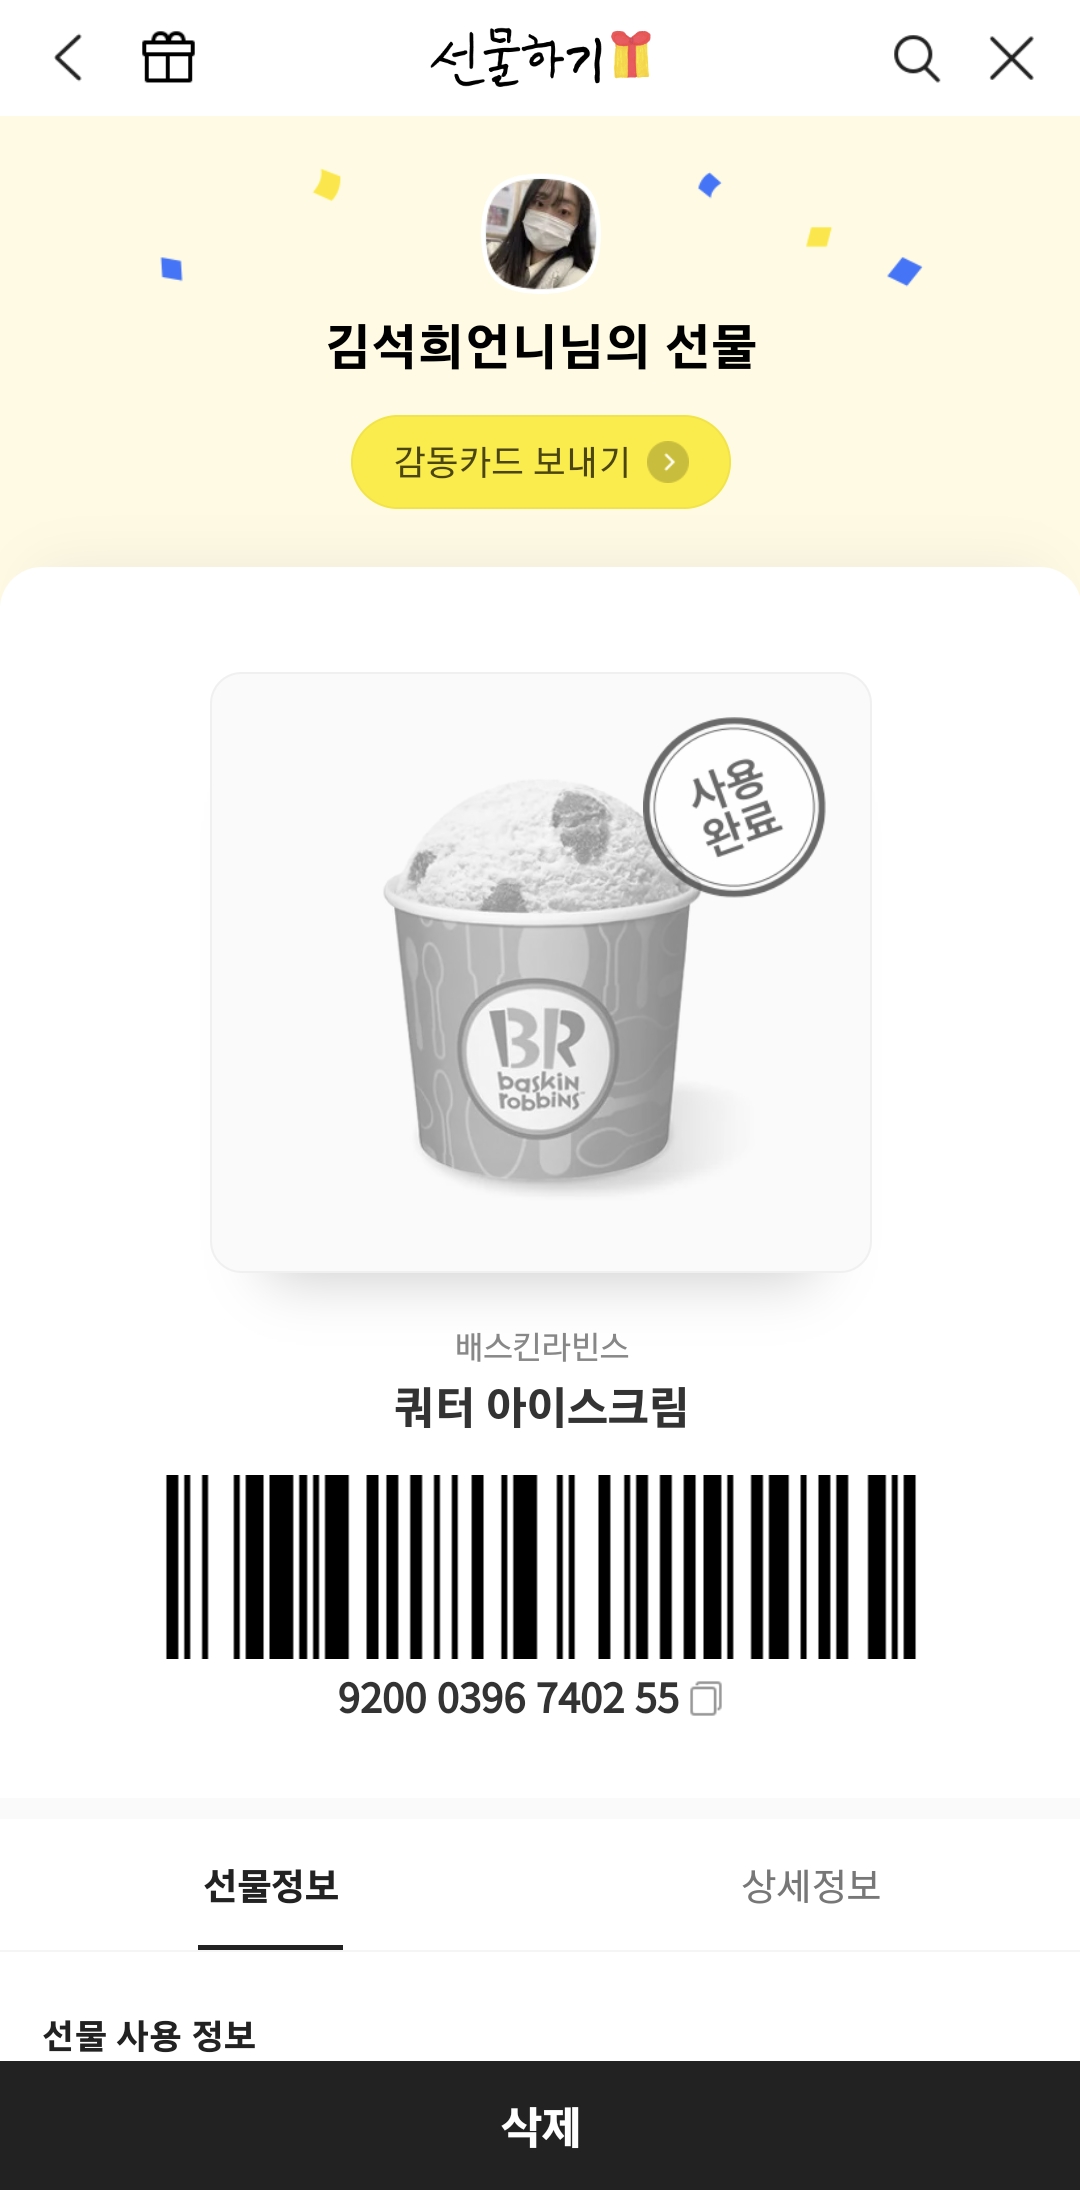 선물하기
김석희언니님의 선물
감동카드 보내기
사용
완료
BR
baskin
robbins
배스킨라빈스
쿼터 아이스크림
9200 0396 7402 55
선물정보
상세정보
선물 사용 정보
삭제